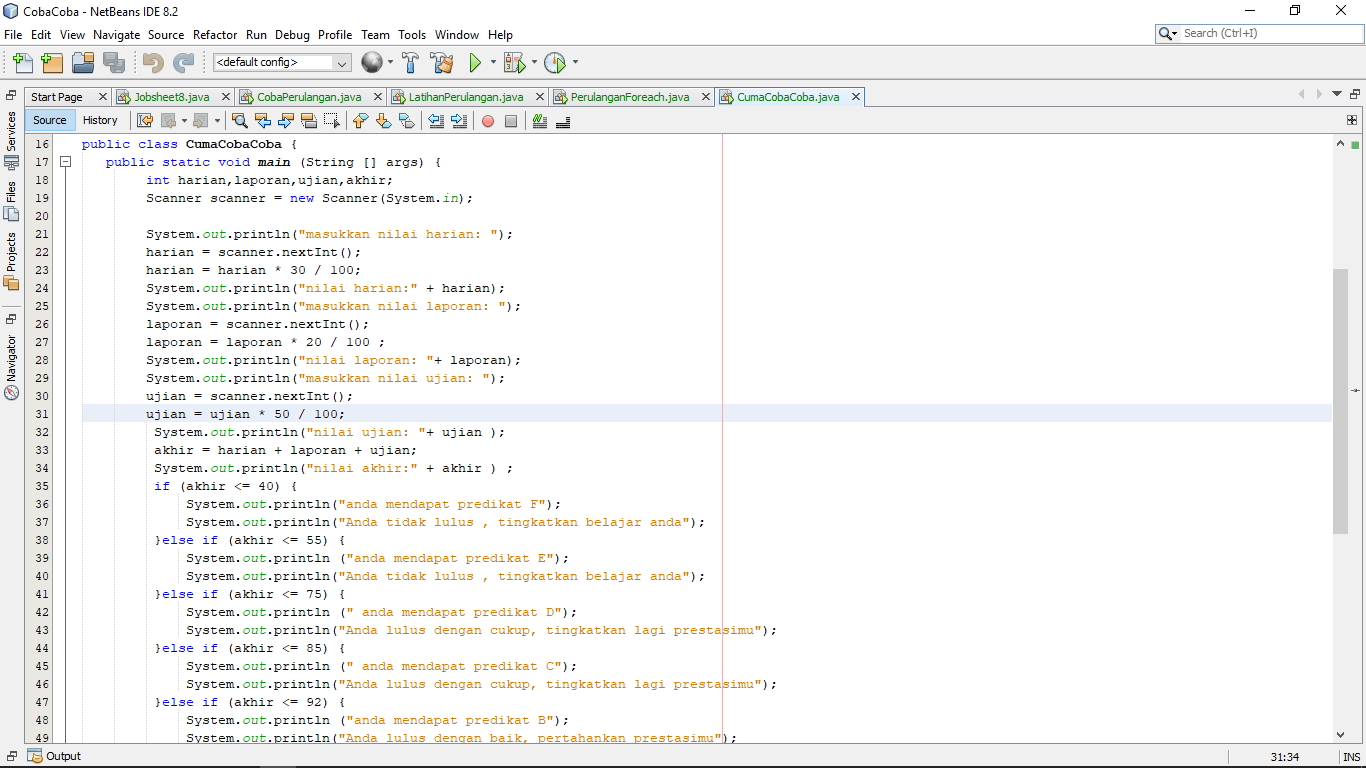 CobaCoba - NetBeans IDE 8.2
File Edit View Navigate Source Refactor Run Debug Profile Team Tools Window Help
Search (Ctrl+I)
<default config>
Start Page Jobsheet8.java CobaPerulangan.java LatihanPerulangan.java PerulanganForeach.java CumaCobaCoba.java
Source History
Services
Files
Projects
Navigator
16 public class CumaCobaCoba {
17 public static void main (String [] args) {
18 int harian,laporan,ujian,akhir;
19 Scanner scanner = new Scanner(System.in);
20
21 System.out.println("masukkan nilai harian: ");
22 harian = scanner.nextInt();
23 harian = harian * 30 / 100;
24 System.out.println("nilai harian:" + harian);
25 System.out.println("masukkan nilai laporan: ");
26 laporan = scanner.nextInt();
27 laporan = laporan * 20 / 100 ;
28 System.out.println("nilai laporan: "+ laporan);
29 System.out.println("masukkan nilai ujian: ");
30 ujian = scanner.nextInt();
31 ujian = ujian * 50 / 100;
32 System.out.println("nilai ujian: "+ ujian );
33 akhir = harian + laporan + ujian;
34 System.out.println("nilai akhir:" + akhir ) ;
35 if (akhir <= 40) {
36 System.out.println("anda mendapat predikat F");
37 System.out.println("Anda tidak lulus , tingkatkan belajar anda");
38 }else if (akhir <= 55) {
39 System.out.println ("anda mendapat predikat E");
40 System.out.println("Anda tidak lulus , tingkatkan belajar anda");
41 }else if (akhir <= 75) {
42 System.out.println (" anda mendapat predikat D");
43 System.out.println("Anda lulus dengan cukup, tingkatkan lagi prestasimu");
44 }else if (akhir <= 85) {
45 System.out.println (" anda mendapat predikat C");
46 System.out.println("Anda lulus dengan cukup, tingkatkan lagi prestasimu");
47 }else if (akhir <= 92) {
48 System.out.println ("anda mendapat predikat B");
49 System.out.println("Anda lulus dengan baik, pertahankan prestasimu");
Output
31:34 INS